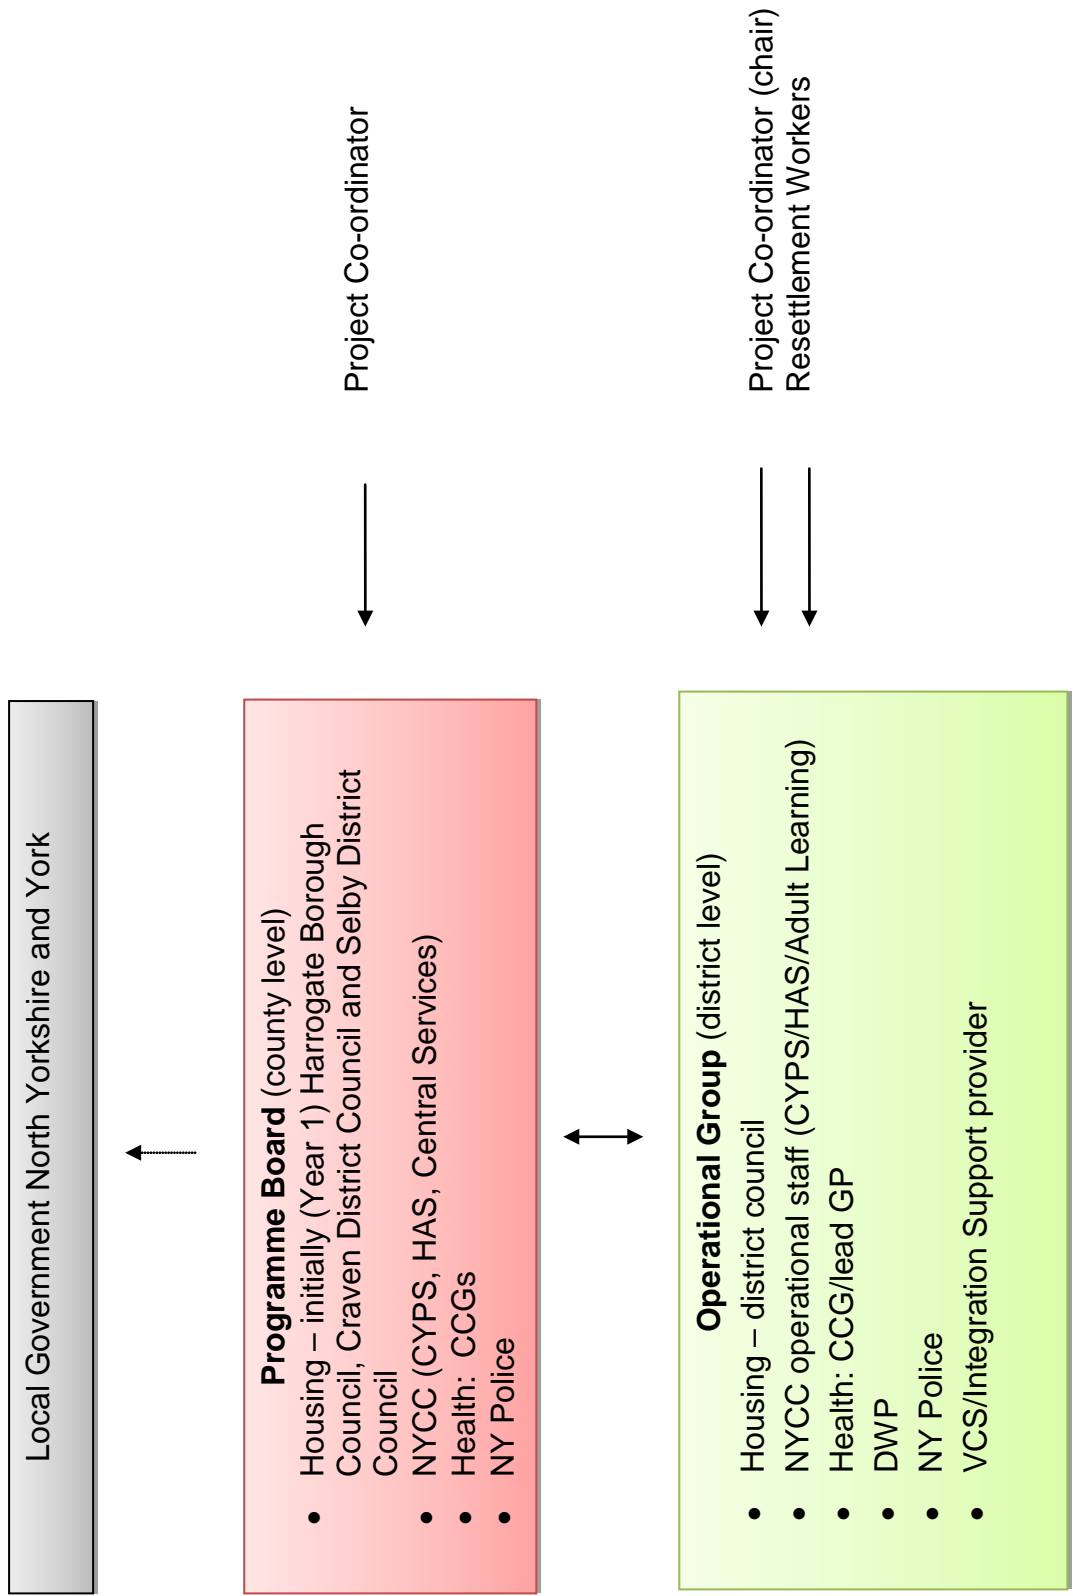 Local Government North Yorkshire and York
Programme Board (county level)
• Housing – initially (Year 1) Harrogate Borough
Council, Craven District Council and Selby District
Council
• NYCC (CYPS, HAS, Central Services)
• Health:  CCGs
• NY Police
Project Co-ordinator
Operational Group (district level)
• Housing – district council
• NYCC operational staff (CYPS/HAS/Adult Learning)
• Health: CCG/lead GP
• DWP
• NY Police
• VCS/Integration Support provider
Project Co-ordinator (chair)
Resettlement Workers